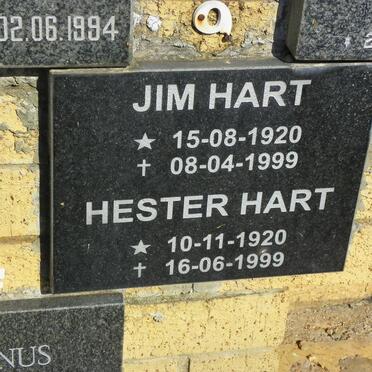 02.06.1994
JIM HART
★ 15-08-1920
✝ 08-04-1999
HESTER HART
★ 10-11-1920
✝ 16-06-1999
NUS